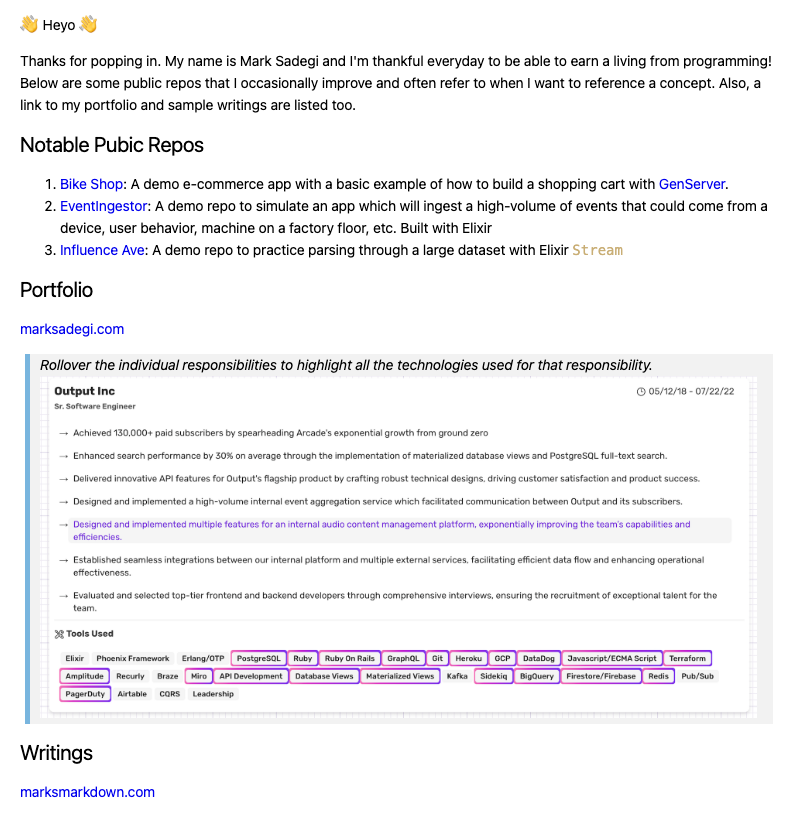 👋 Heyo 👋
Thanks for popping in. My name is Mark Sadegi and I'm thankful everyday to be able to earn a living from programming!
Below are some public repos that I occasionally improve and often refer to when I want to reference a concept. Also, a
link to my portfolio and sample writings are listed too.
Notable Pubic Repos
1. Bike Shop: A demo e-commerce app with a basic example of how to build a shopping cart with GenServer.
2. EventIngestor: A demo repo to simulate an app which will ingest a high-volume of events that could come from a
device, user behavior, machine on a factory floor, etc. Built with Elixir
3. Influence Ave: A demo repo to practice parsing through a large dataset with Elixir Stream
Portfolio
marksadegi.com
Rollover the individual responsibilities to highlight all the technologies used for that responsibility.
Output Inc 05/12/18 - 07/22/22
Sr. Software Engineer
→ Achieved 130,000+ paid subscribers by spearheading Arcade's exponential growth from ground zero
→ Enhanced search performance by 30% on average through the implementation of materialized database views and PostgreSQL full-text search.
→ Delivered innovative API features for Output's flagship product by crafting robust technical designs, driving customer satisfaction and product success.
→ Designed and implemented a high-volume internal event aggregation service which facilitated communication between Output and its subscribers.
→ Designed and implemented multiple features for an internal audio content management platform, exponentially improving the team's capabilities and
efficiencies.
→ Established seamless integrations between our internal platform and multiple external services, facilitating efficient data flow and enhancing operational
effectiveness.
→ Evaluated and selected top-tier frontend and backend developers through comprehensive interviews, ensuring the recruitment of exceptional talent for the
team.
Tools Used
Elixir Phoenix Framework Erlang/OTP PostgreSQL Ruby Ruby On Rails GraphQL Git Heroku GCP DataDog Javascript/ECMA Script Terraform
Amplitude Recurly Braze Miro API Development Database Views Materialized Views Kafka Sidekiq BigQuery Firestore/Firebase Redis Pub/Sub
PagerDuty Airtable CQRS Leadership
Writings
marksmarkdown.com